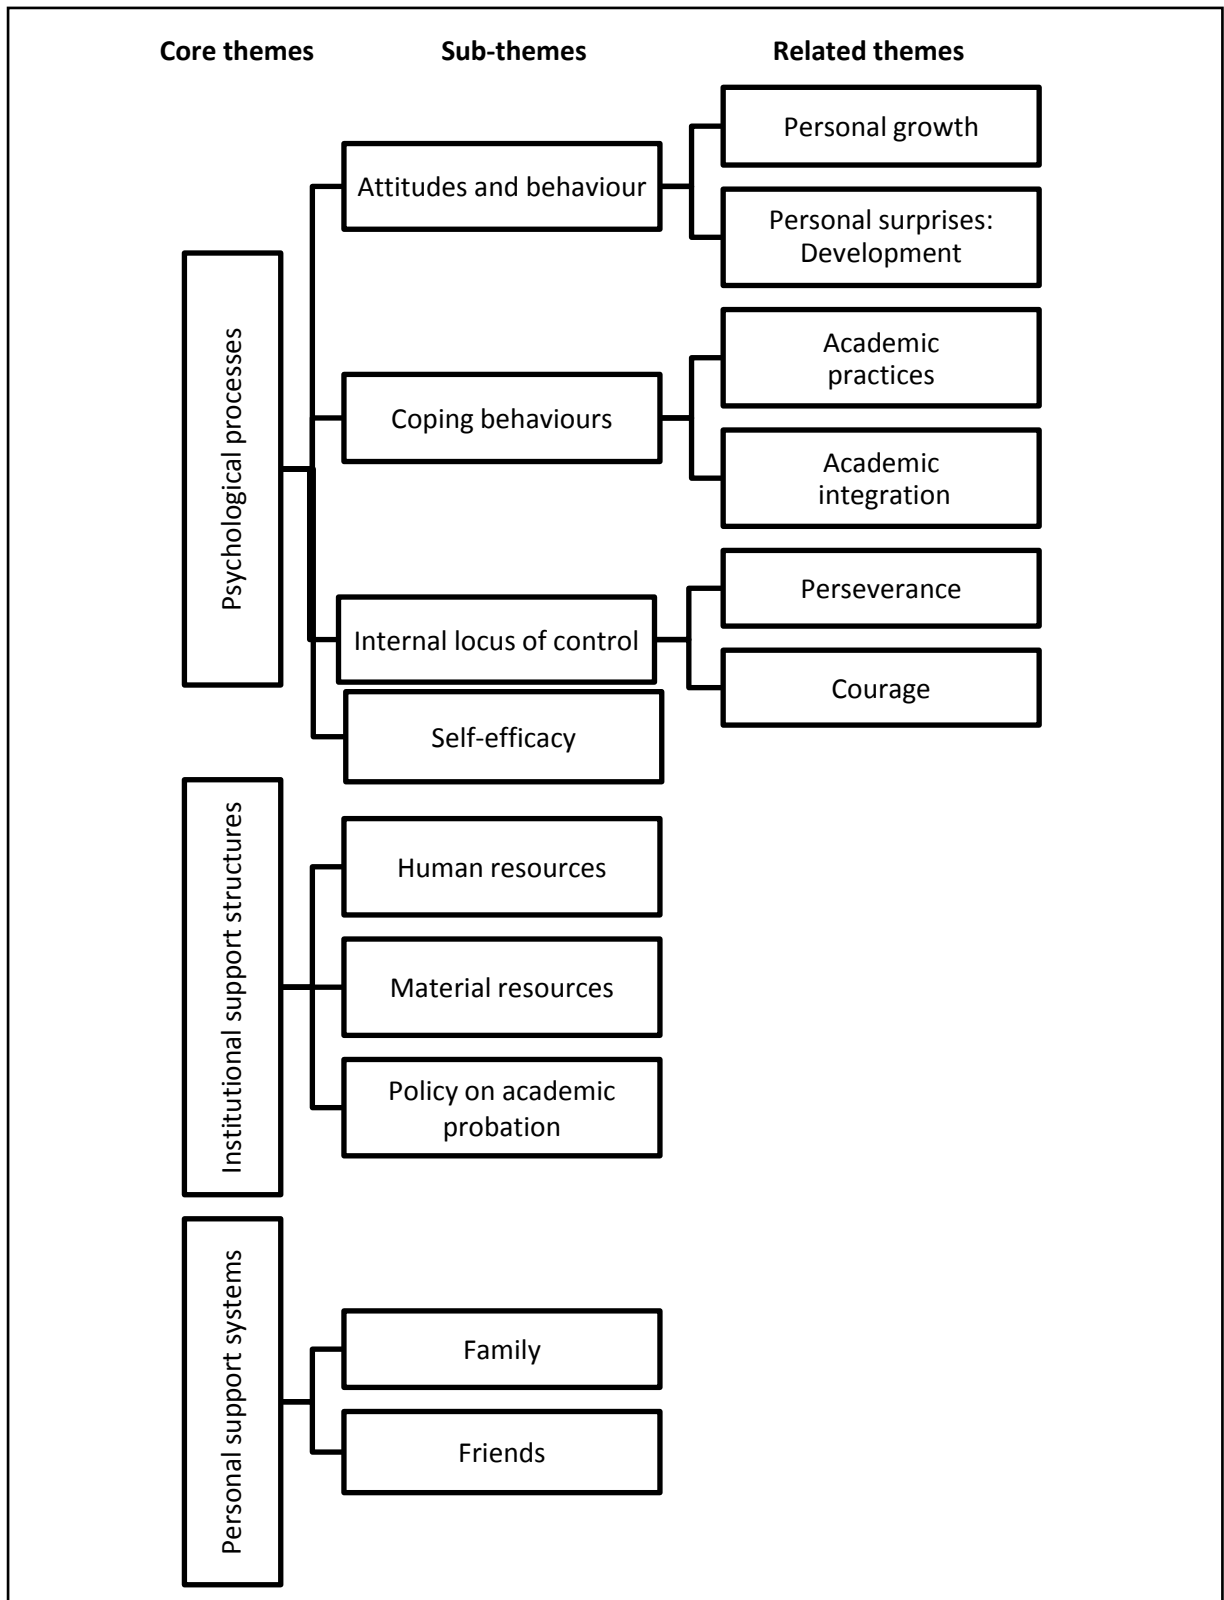 Core themes
Sub-themes
Related themes
Psychological processes
Attitudes and behaviour
Personal growth
Personal surprises:
Development
Coping behaviours
Academic
practices
Academic
integration
Internal locus of control
Perseverance
Courage
Self-efficacy
Institutional support structures
Human resources
Material resources
Policy on academic
probation
Personal support systems
Family
Friends